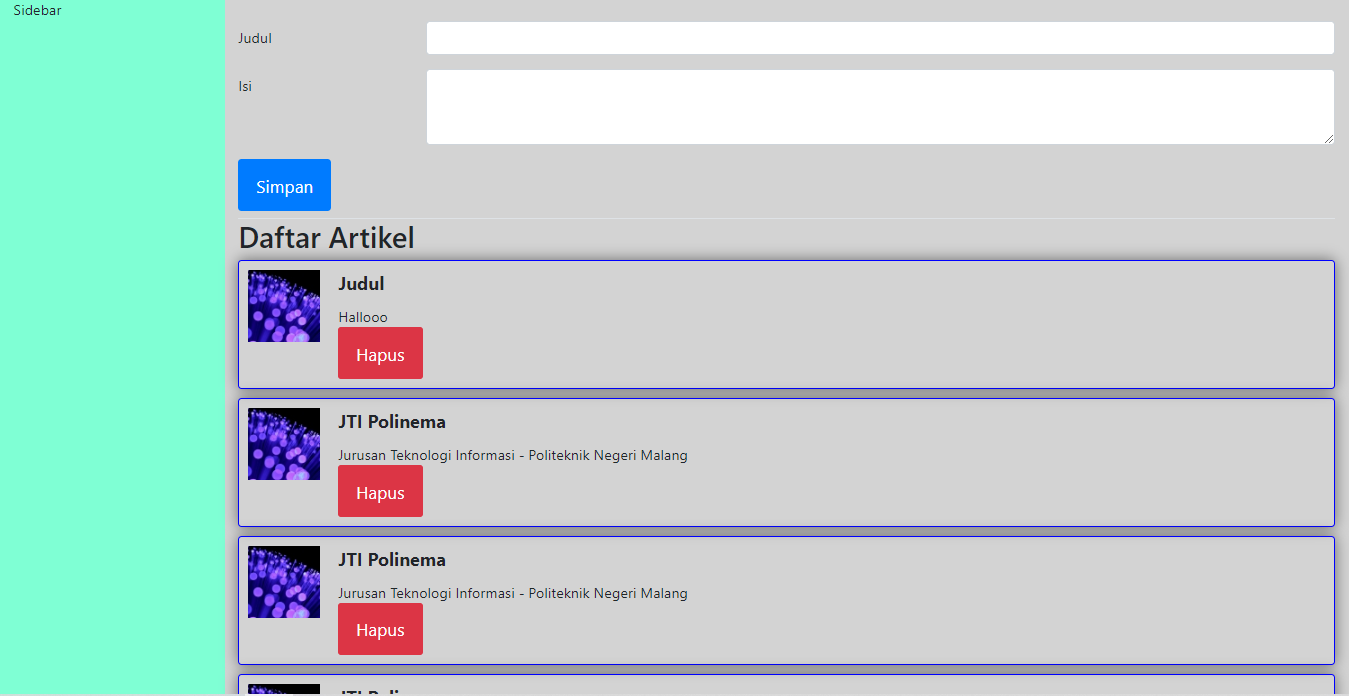 Sidebar
Judul
Isi
Simpan
Daftar Artikel
Judul
Hallooo
Hapus
JTI Polinema
Jurusan Teknologi Informasi - Politeknik Negeri Malang
Hapus
JTI Polinema
Jurusan Teknologi Informasi - Politeknik Negeri Malang
Hapus